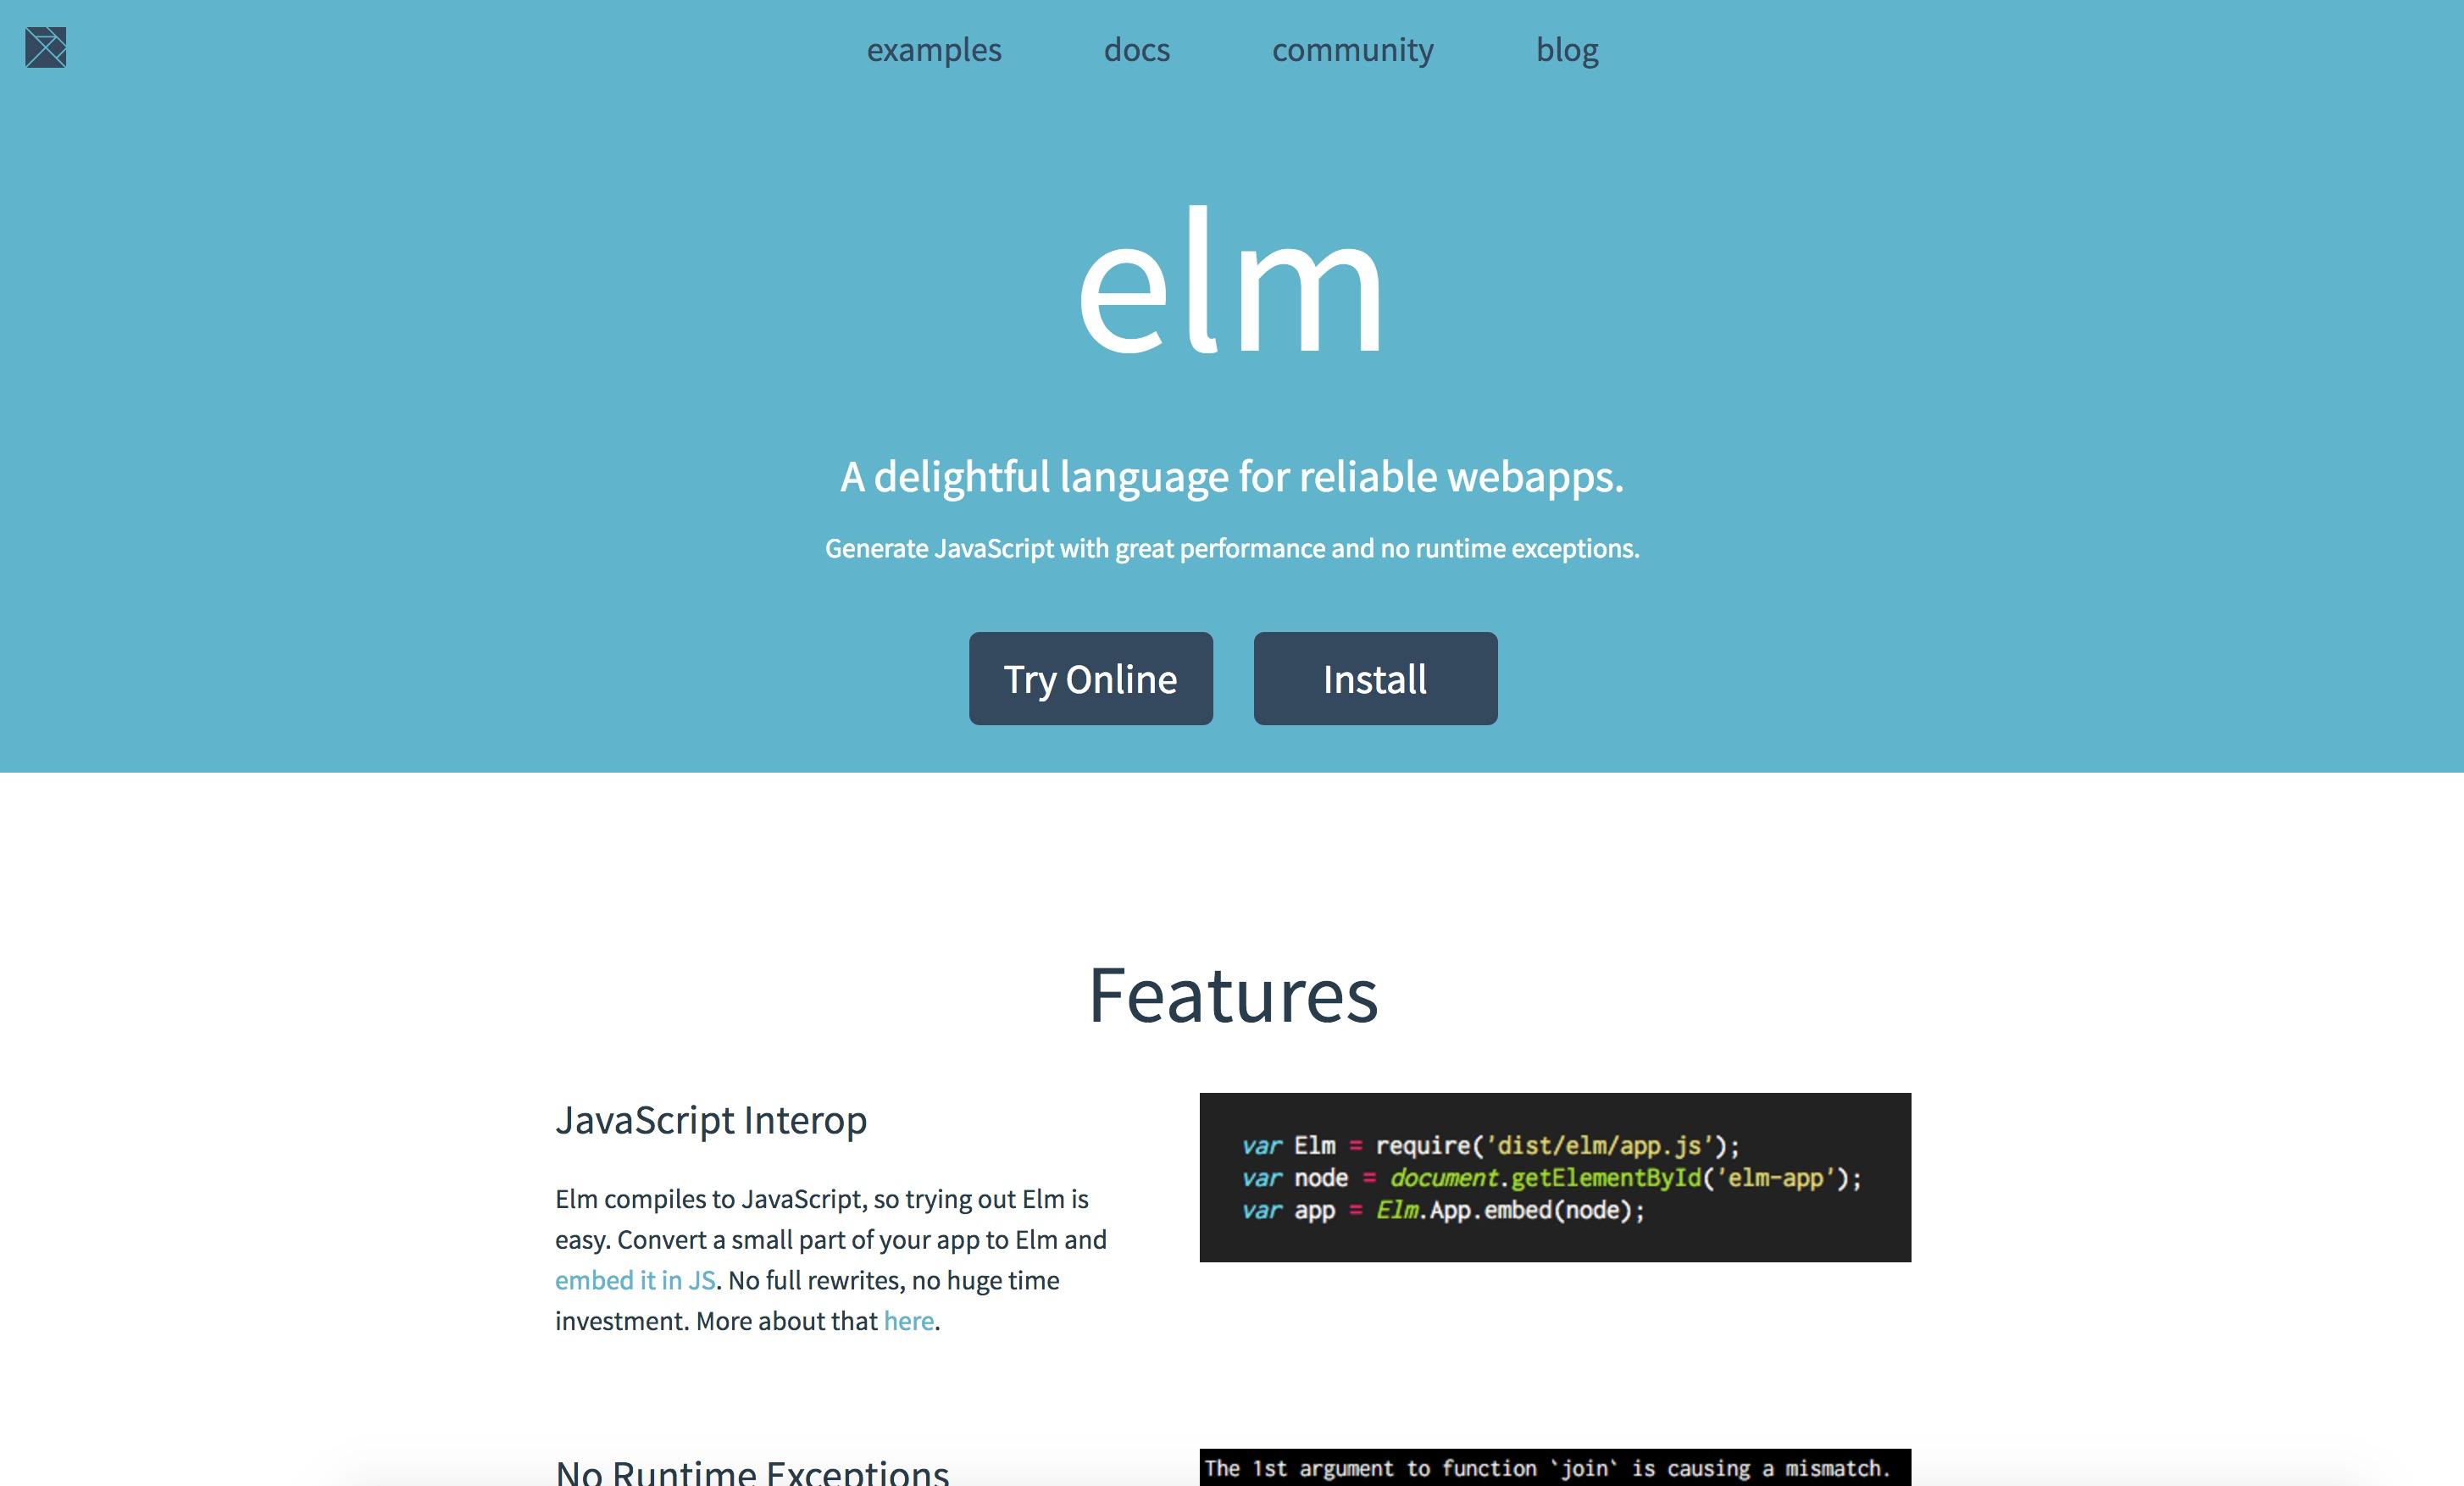 examples docs community blog
elm
A delightful language for reliable webapps.
Generate JavaScript with great performance and no runtime exceptions.
Try Online Install
Features
JavaScript Interop
Elm compiles to JavaScript, so trying out Elm is
easy. Convert a small part of your app to Elm and
embed it in JS. No full rewrites, no huge time
investment. More about that here.
var Elm = require('dist/elm/app.js');
var node = document.getElementById('elm-app');
var app = Elm.App.embed(node);
No Runtime Exceptions
The 1st argument to function `join` is causing a mismatch.